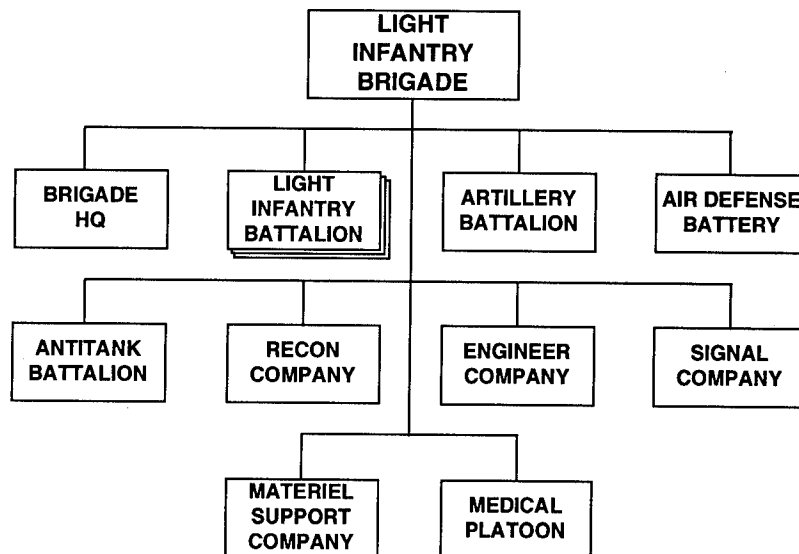 LIGHT
INFANTRY
BRIGADE
BRIGADE
HQ
LIGHT
INFANTRY
BATTALION
ARTILLERY
BATTALION
AIR DEFENSE
BATTERY
ANTITANK
BATTALION
RECON
COMPANY
ENGINEER
COMPANY
SIGNAL
COMPANY
MATERIEL
SUPPORT
COMPANY
MEDICAL
PLATOON